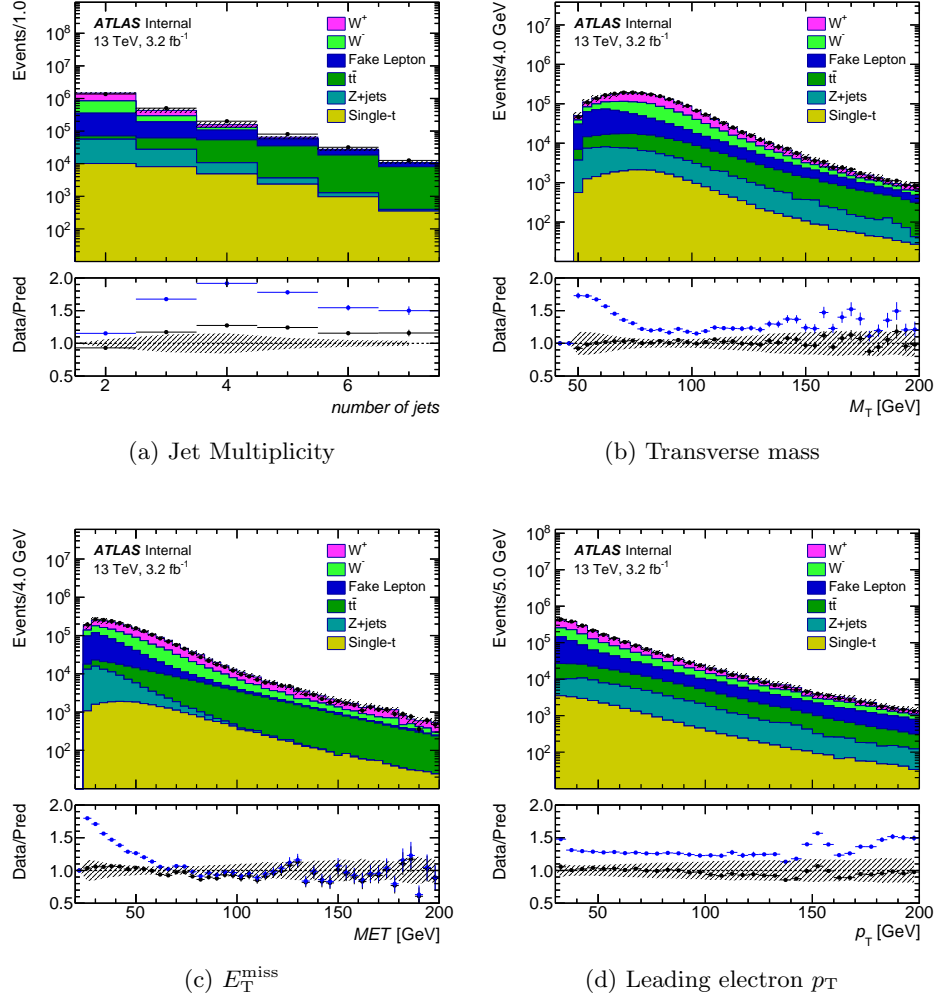 Events/1.0
ATLAS Internal
13 TeV, 3.2 fb⁻¹
W⁺
W⁻
Fake Lepton
tt̄
Z+jets
Single-t
10⁷
10⁶
10⁵
10⁴
10³
10²
Data/Pred
2.0
1.5
1.0
0.5
2 4 6
number of jets
(a) Jet Multiplicity
Events/4.0 GeV
ATLAS Internal
13 TeV, 3.2 fb⁻¹
W⁺
W⁻
Fake Lepton
tt̄
Z+jets
Single-t
10⁷
10⁶
10⁵
10⁴
10³
10²
Data/Pred
2.0
1.5
1.0
0.5
50 100 150 200
M_T [GeV]
(b) Transverse mass
Events/4.0 GeV
ATLAS Internal
13 TeV, 3.2 fb⁻¹
W⁺
W⁻
Fake Lepton
tt̄
Z+jets
Single-t
10⁷
10⁶
10⁵
10⁴
10³
10²
Data/Pred
2.0
1.5
1.0
0.5
50 100 150 200
MET [GeV]
(c) E_T^miss
Events/5.0 GeV
ATLAS Internal
13 TeV, 3.2 fb⁻¹
W⁺
W⁻
Fake Lepton
tt̄
Z+jets
Single-t
10⁸
10⁷
10⁶
10⁵
10⁴
10³
10²
Data/Pred
2.0
1.5
1.0
0.5
50 100 150 200
p_T [GeV]
(d) Leading electron p_T